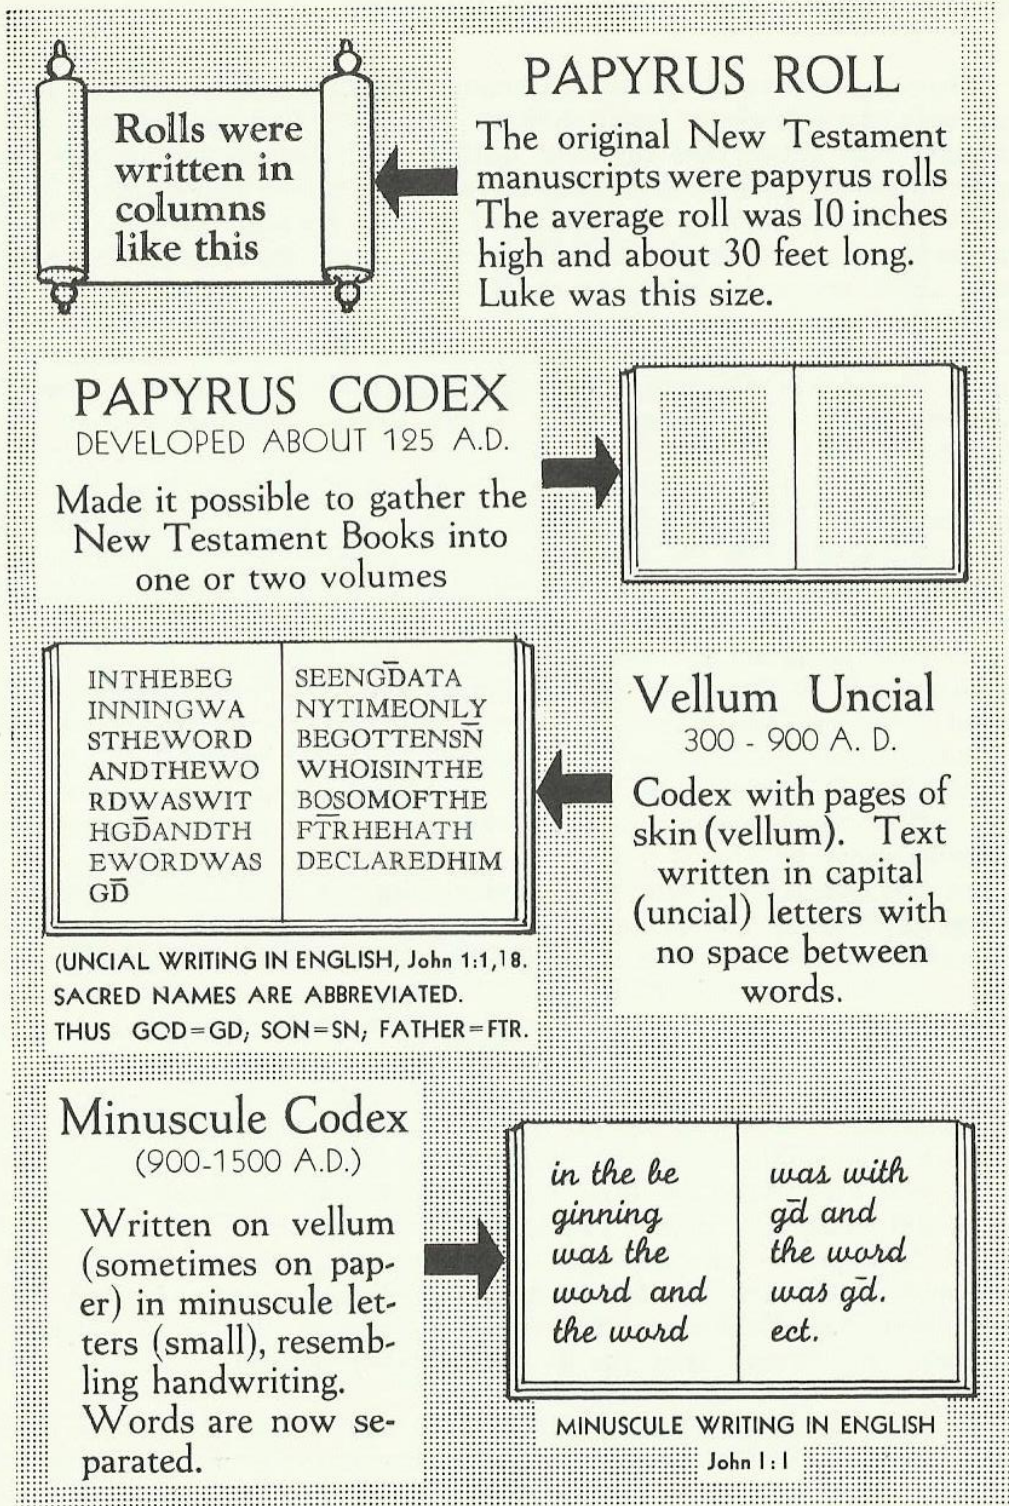 Rolls were
written in
columns
like this
PAPYRUS ROLL
The original New Testament
manuscripts were papyrus rolls
The average roll was 10 inches
high and about 30 feet long.
Luke was this size.
PAPYRUS CODEX
DEVELOPED ABOUT 125 A.D.
Made it possible to gather the
New Testament Books into
one or two volumes
INTHEBEG
INNINGWA
STHEWORD
ANDTHEWO
RDWASWIT
HGD̅ANDTH
EWORDWAS
GD̅
SEENGD̅ATA
NYTIMEONLY
BEGOTTENSN̅
WHOISINTHE
BOSOMOFTHE
FT̅RHEHATH
DECLAREDHIM
Vellum Uncial
300 - 900 A. D.
Codex with pages of
skin (vellum). Text
written in capital
(uncial) letters with
no space between
words.
(UNCIAL WRITING IN ENGLISH, John 1:1,18.
SACRED NAMES ARE ABBREVIATED.
THUS GOD=GD; SON=SN; FATHER=FTR.
Minuscule Codex
(900-1500 A.D.)
Written on vellum
(sometimes on pap-
er) in minuscule let-
ters (small), resemb-
ling handwriting.
Words are now se-
parated.
in the be
ginning
was the
word and
the word
was with
gd̅ and
the word
was gd̅.
ect.
MINUSCULE WRITING IN ENGLISH
John 1:1